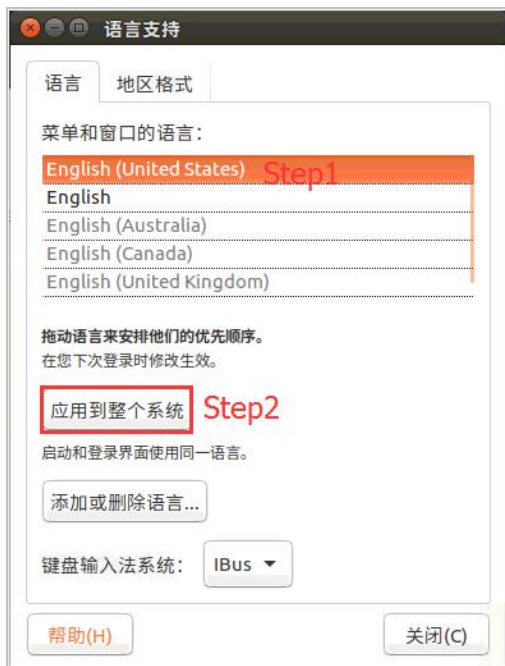 语言支持
语言 地区格式
菜单和窗口的语言：
English (United States) Step1
English
English (Australia)
English (Canada)
English (United Kingdom)
拖动语言来安排他们的优先顺序。
在您下次登录时修改生效。
应用到整个系统 Step2
启动和登录界面使用同一语言。
添加或删除语言...
键盘输入法系统： IBus
帮助(H) 关闭(C)